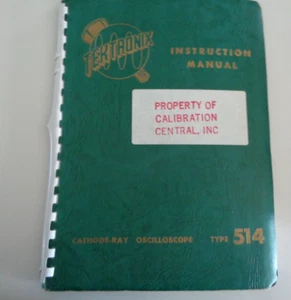 TEKTRONIX
INSTRUCTION
MANUAL
PROPERTY OF
CALIBRATION
CENTRAL, INC
CATHODE-RAY OSCILLOSCOPE TYPE 514